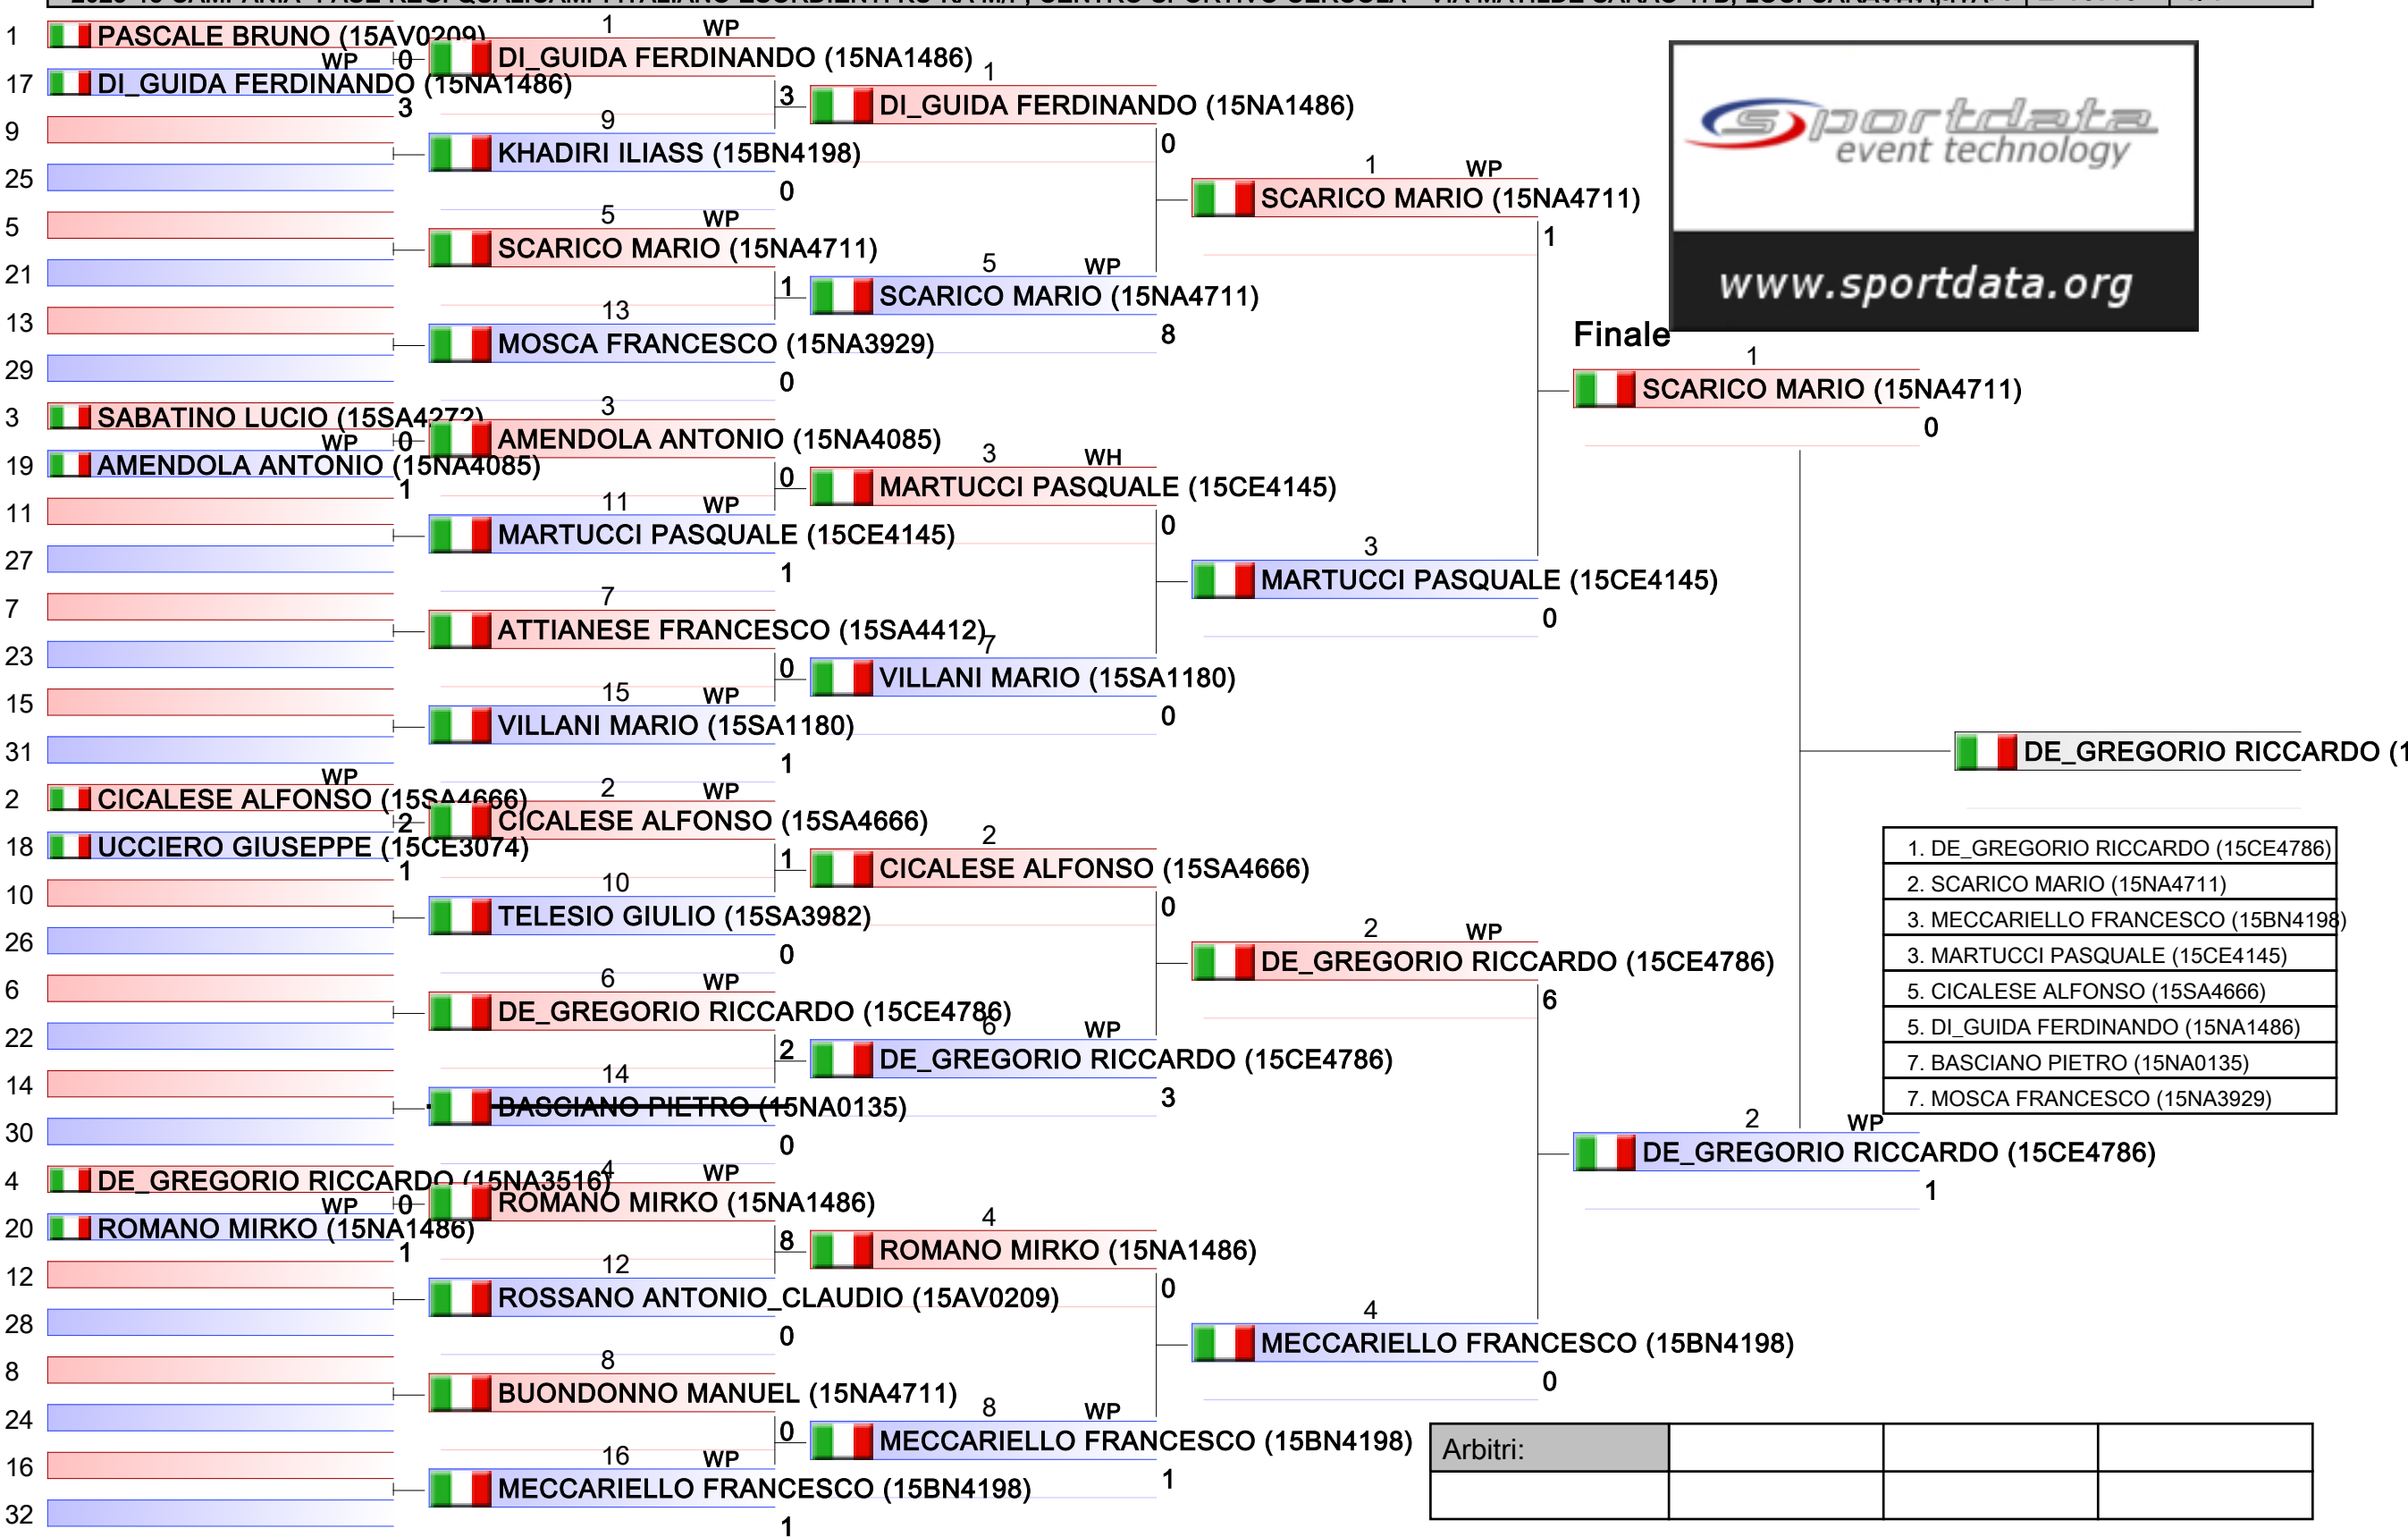 1 PASCALE BRUNO (15AV0209)
WP 0
17 DI_GUIDA FERDINANDO (15NA1486)
3
9
25
5
21
13
29
3 SABATINO LUCIO (15SA4272)
WP 0
19 AMENDOLA ANTONIO (15NA4085)
1
11
27
7
23
15
31
WP
2 CICALESE ALFONSO (15SA4666)
2
18 UCCIERO GIUSEPPE (15CE3074)
1
10
26
6
22
14
30
4 DE_GREGORIO RICCARDO (15NA3516)
WP 0
20 ROMANO MIRKO (15NA1486)
1
12
28
8
24
16
32
1 WP
DI_GUIDA FERDINANDO (15NA1486)
3
9
KHADIRI ILIASS (15BN4198)
0
5 WP
SCARICO MARIO (15NA4711)
1
13
MOSCA FRANCESCO (15NA3929)
0
3
AMENDOLA ANTONIO (15NA4085)
0
11 WP
MARTUCCI PASQUALE (15CE4145)
1
7
ATTIANESE FRANCESCO (15SA4412)
0
15 WP
VILLANI MARIO (15SA1180)
1
2 WP
CICALESE ALFONSO (15SA4666)
1
10
TELESIO GIULIO (15SA3982)
0
6 WP
DE_GREGORIO RICCARDO (15CE4786)
2
14
BASCIANO PIETRO (15NA0135)
0
4 WP
ROMANO MIRKO (15NA1486)
8
12
ROSSANO ANTONIO_CLAUDIO (15AV0209)
0
8
BUONDONNO MANUEL (15NA4711)
0
16 WP
MECCARIELLO FRANCESCO (15BN4198)
1
1
DI_GUIDA FERDINANDO (15NA1486)
0
5 WP
SCARICO MARIO (15NA4711)
8
3 WH
MARTUCCI PASQUALE (15CE4145)
0
7
VILLANI MARIO (15SA1180)
0
2
CICALESE ALFONSO (15SA4666)
0
6 WP
DE_GREGORIO RICCARDO (15CE4786)
3
4
ROMANO MIRKO (15NA1486)
0
8 WP
MECCARIELLO FRANCESCO (15BN4198)
1
1 WP
SCARICO MARIO (15NA4711)
1
3
MARTUCCI PASQUALE (15CE4145)
0
2 WP
DE_GREGORIO RICCARDO (15CE4786)
6
4
MECCARIELLO FRANCESCO (15BN4198)
0
sportdata
event technology
www.sportdata.org
Finale
1
SCARICO MARIO (15NA4711)
0
2 WP
DE_GREGORIO RICCARDO (15CE4786)
1
DE_GREGORIO RICCARDO (1
1. DE_GREGORIO RICCARDO (15CE4786)
2. SCARICO MARIO (15NA4711)
3. MECCARIELLO FRANCESCO (15BN4198)
3. MARTUCCI PASQUALE (15CE4145)
5. CICALESE ALFONSO (15SA4666)
5. DI_GUIDA FERDINANDO (15NA1486)
7. BASCIANO PIETRO (15NA0135)
7. MOSCA FRANCESCO (15NA3929)
Arbitri: